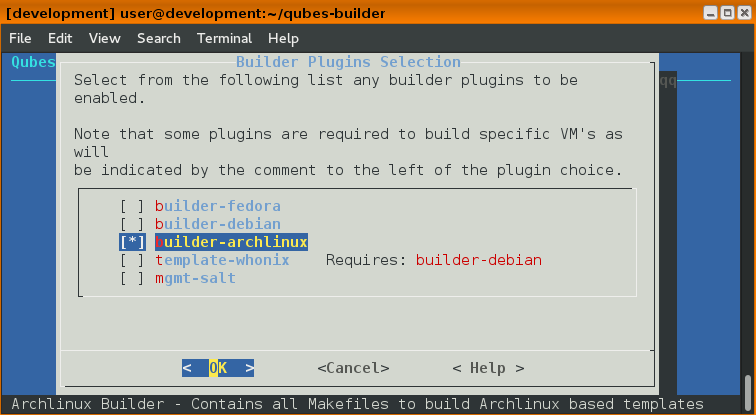 [development] user@development:~/qubes-builder
File Edit View Search Terminal Help
Qubes
Builder Plugins Selection
Select from the following list any builder plugins to be
enabled.
qq
Note that some plugins are required to build specific VM's as
will
be indicated by the comment to the left of the plugin choice.
[ ] builder-fedora
[ ] builder-debian
[*] builder-archlinux
[ ] template-whonix Requires: builder-debian
[ ] mgmt-salt
< OK > <Cancel> < Help >
Archlinux Builder - Contains all Makefiles to build Archlinux based templates